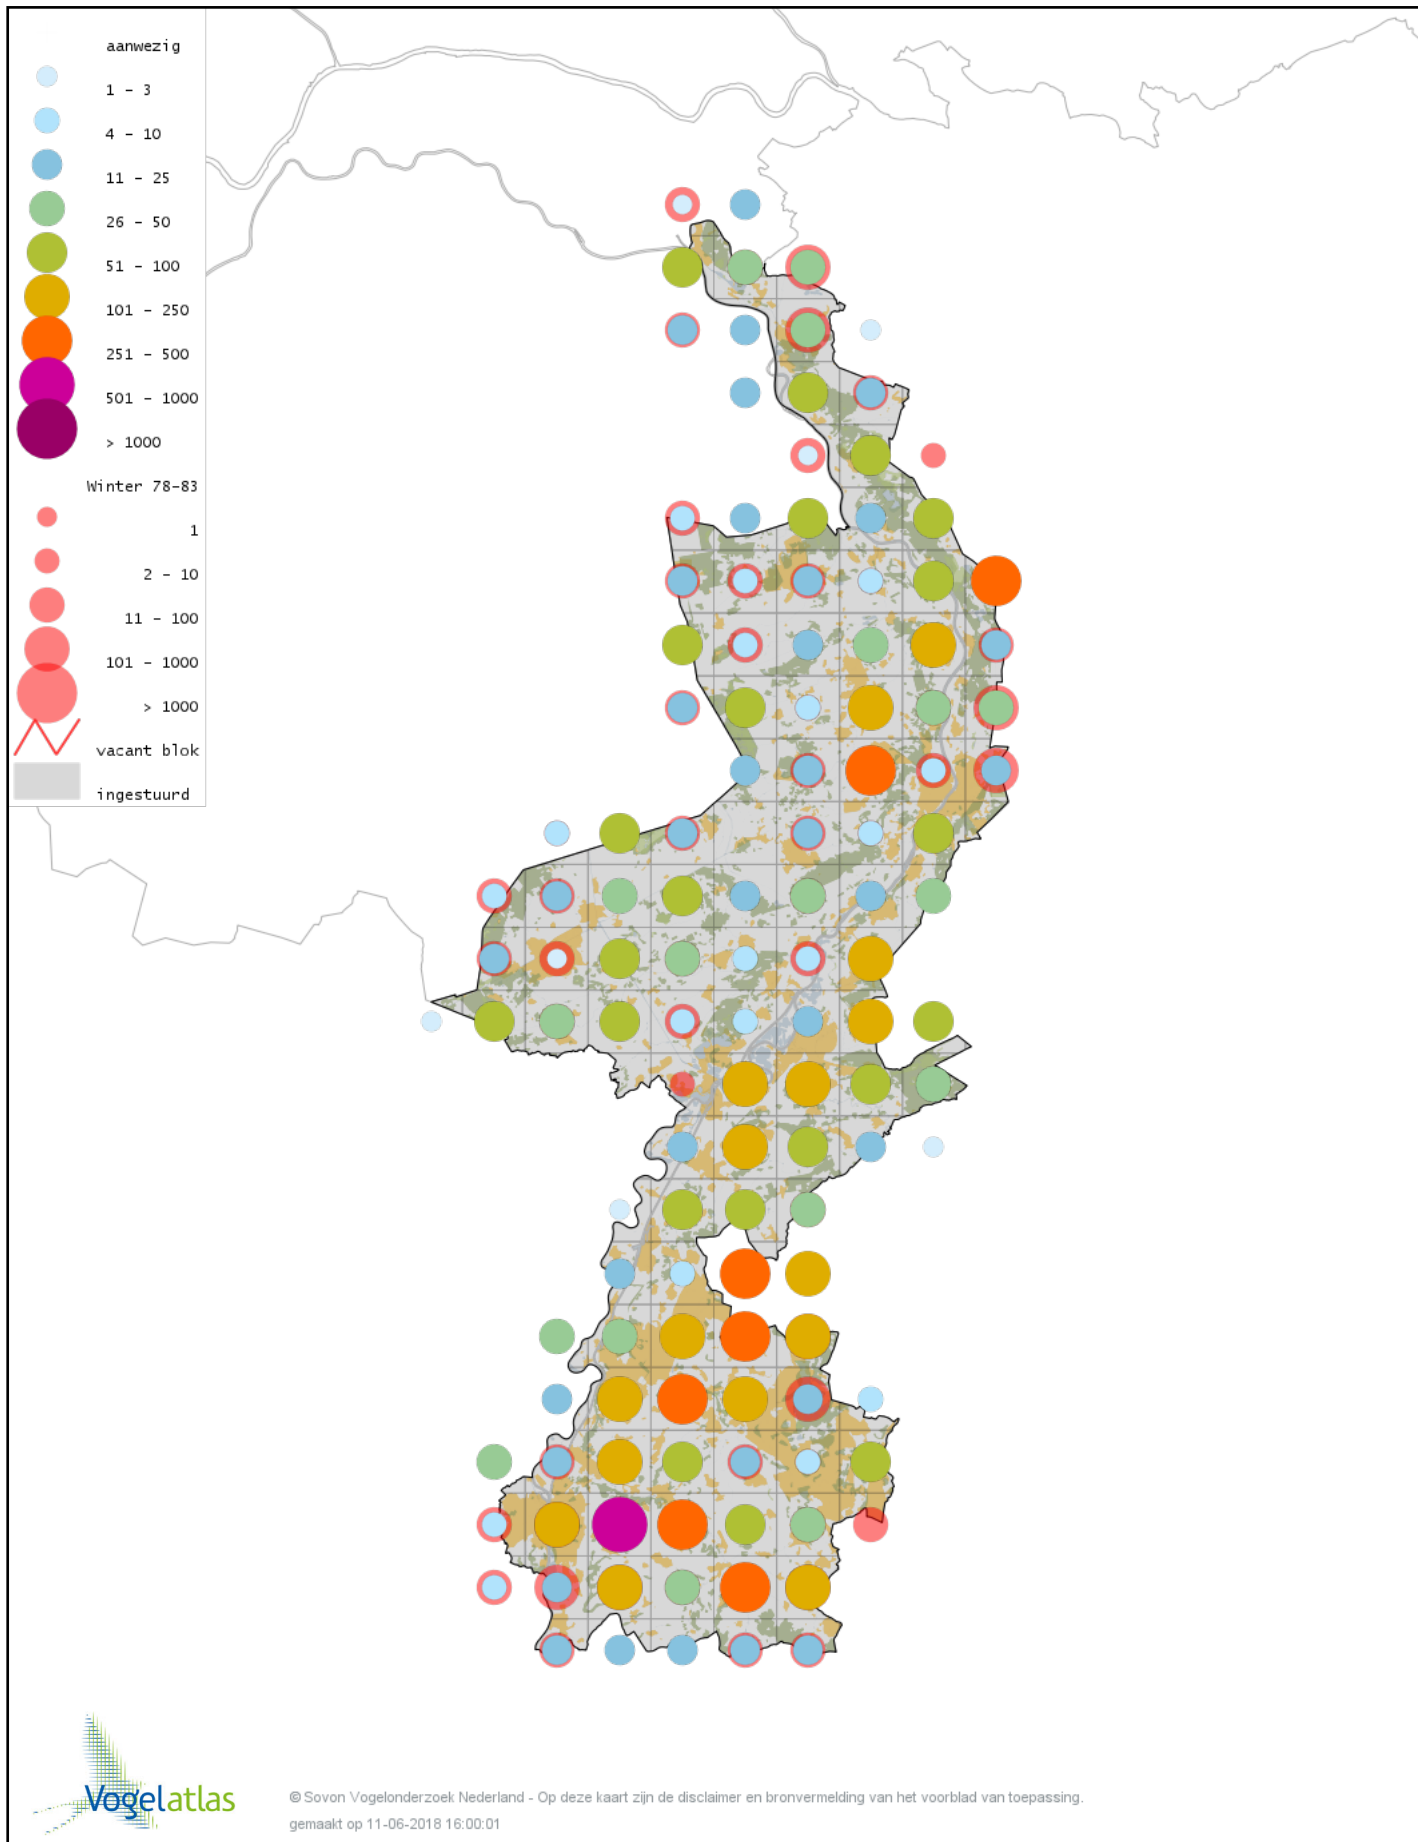 aanwezig
1 - 3
4 - 10
11 - 25
26 - 50
51 - 100
101 - 250
251 - 500
501 - 1000
> 1000
Winter 78-83
1
2 - 10
11 - 100
101 - 1000
> 1000
vacant blok
ingestuurd
Vogelatlas
© Sovon Vogelonderzoek Nederland - Op deze kaart zijn de disclaimer en bronvermelding van het voorblad van toepassing.
gemaakt op 11-06-2018 16:00:01